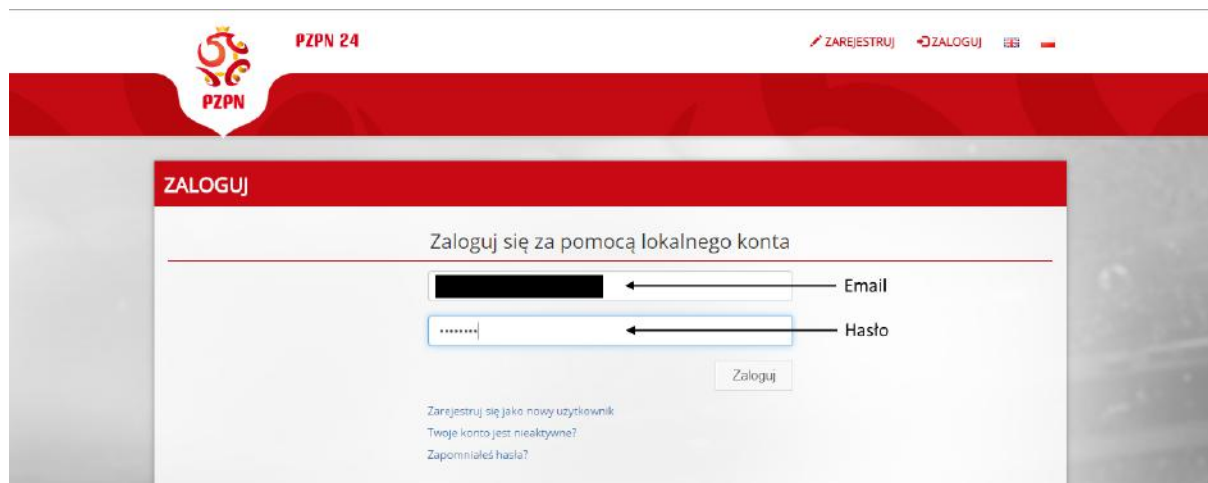 PZPN 24
ZAREJESTRUJ
ZALOGUJ
PZPN
ZALOGUJ
Zaloguj się za pomocą lokalnego konta
Email
Hasło
Zaloguj
Zarejestruj się jako nowy użytkownik
Twoje konto jest nieaktywne?
Zapomniałeś hasła?